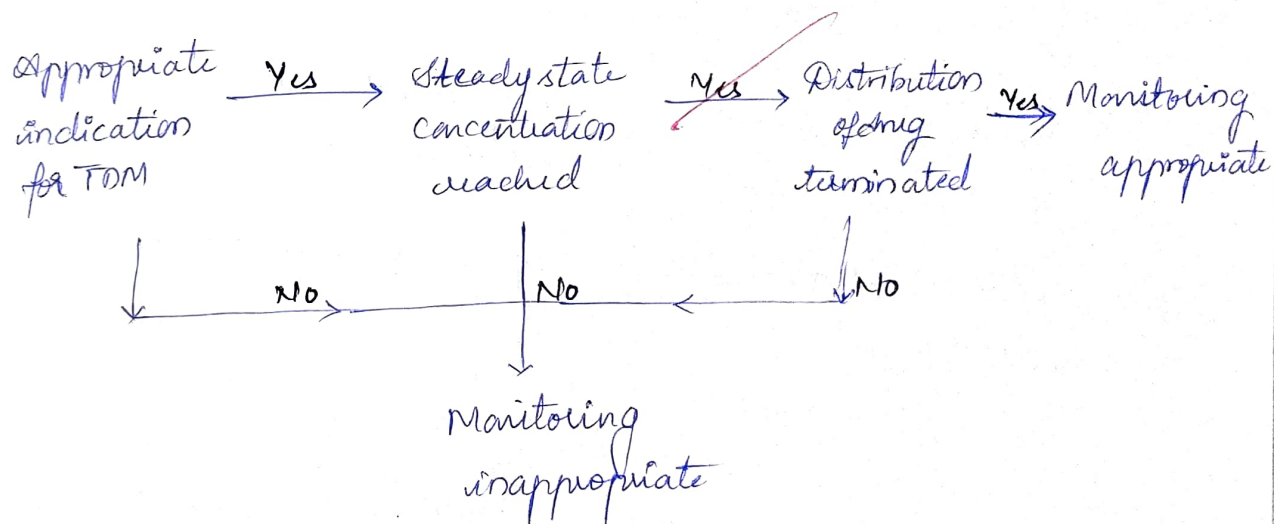 Appropriate
indication
for TDM
Yes
Steady state
concentration
reached
Yes
Distribution
of drug
terminated
Yes
Monitoring
appropriate
No
No
No
Monitoring
inappropriate